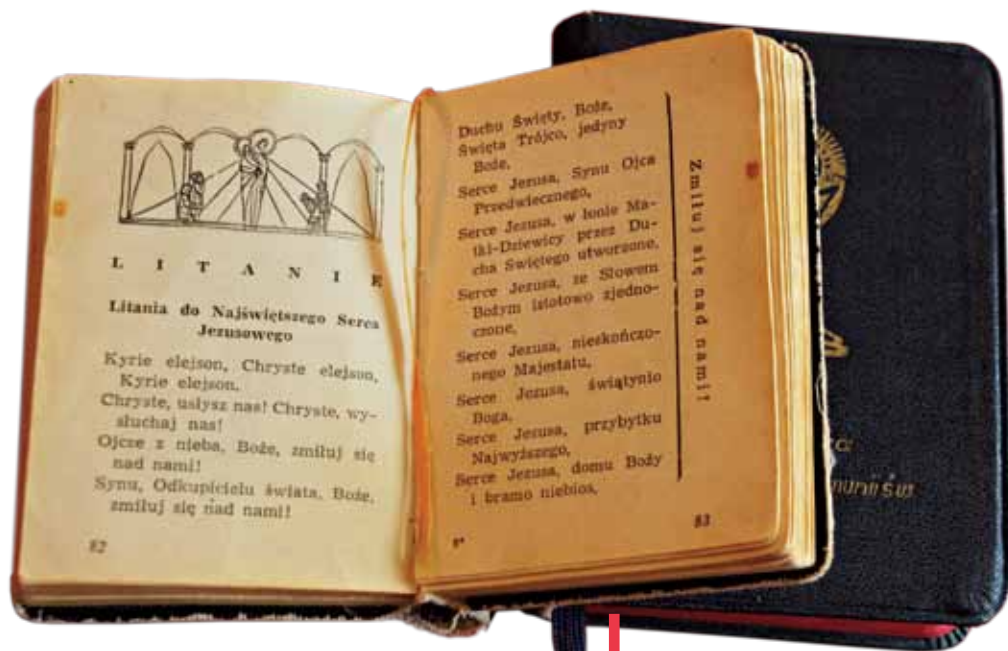 L I T A N I E
Litania do Najświętszego Serca
Jezusowego
Kyrie elejson, Chryste elejson,
Kyrie elejson.
Chryste, usłysz nas! Chryste, wy-
słuchaj nas!
Ojcze z nieba, Boże, zmiłuj się
nad nami!
Synu, Odkupicielu świata, Boże,
zmiłuj się nad nami!
82
Duchu Święty, Boże,
Święta Trójco, jedyny
Boże,
Serce Jezusa, Synu Ojca
Przedwiecznego,
Serce Jezusa, w łonie Ma-
tki-Dziewicy przez Du-
cha Świętego utworzone,
Serce Jezusa, ze Słowem
Bożym istotowo zjedno-
czone,
Serce Jezusa, nieskończo-
nego Majestatu,
Serce Jezusa, świątynio
Boga,
Serce Jezusa, przybytku
Najwyższego,
Serce Jezusa, domu Boży
i bramo niebios,
Zmiłuj się nad nami!
83